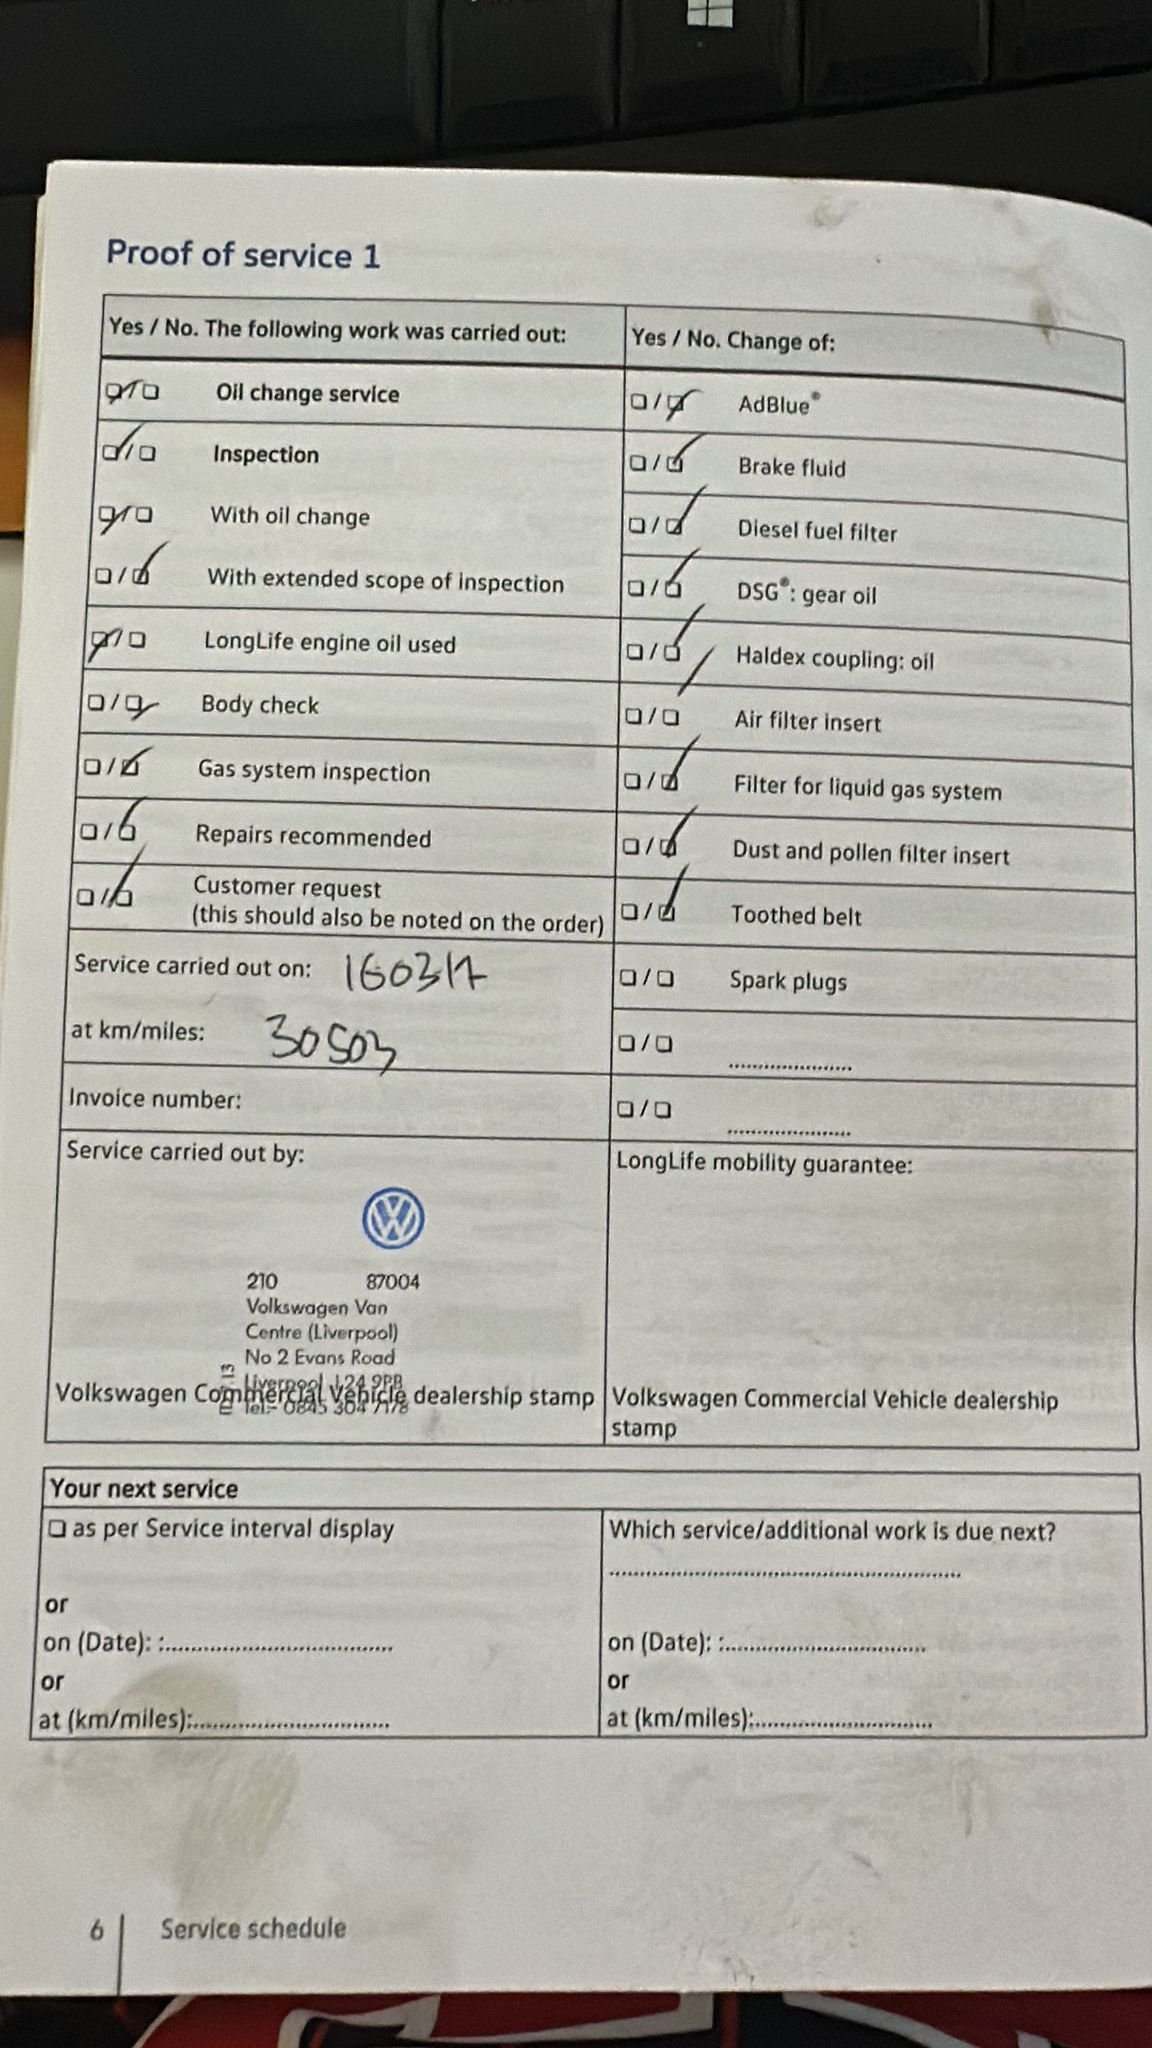 Proof of service 1
Yes / No. The following work was carried out:
Oil change service
Inspection
With oil change
With extended scope of inspection
LongLife engine oil used
Body check
Gas system inspection
Repairs recommended
Customer request
(this should also be noted on the order)
Service carried out on: 160317
at km/miles: 30503
Invoice number:
Service carried out by:
210 87004
Volkswagen Van
Centre (Liverpool)
No 2 Evans Road
Liverpool L24 9PB
Tel:- 0845 304 7178
Volkswagen Commercial Vehicle dealership stamp
Yes / No. Change of:
AdBlue®
Brake fluid
Diesel fuel filter
DSG®: gear oil
Haldex coupling: oil
Air filter insert
Filter for liquid gas system
Dust and pollen filter insert
Toothed belt
Spark plugs
LongLife mobility guarantee:
Volkswagen Commercial Vehicle dealership
stamp
Your next service
as per Service interval display
or
on (Date): :
or
at (km/miles):
Which service/additional work is due next?
on (Date): :
or
at (km/miles):
6 Service schedule